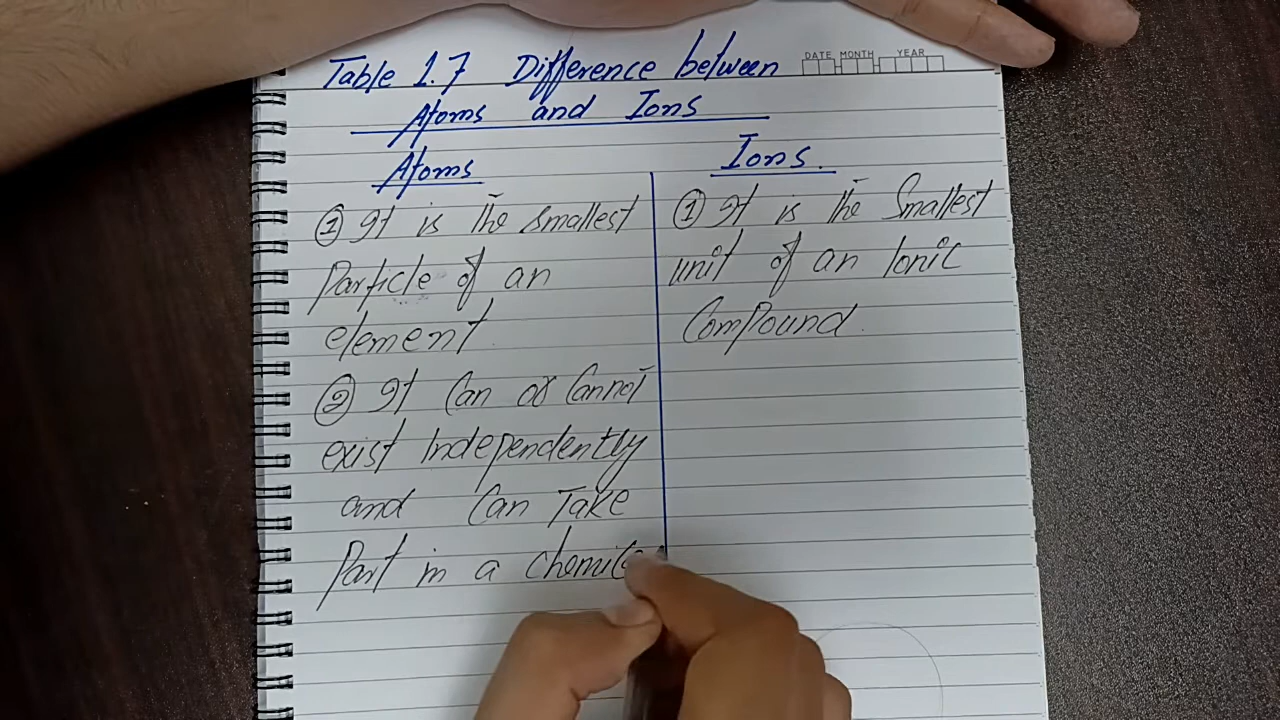 Table 1.7 Difference between
Atoms and Ions
DATE MONTH YEAR
Atoms
① It is the smallest
Particle of an
element
② It Can or Cannot
exist Independently
and Can Take
Part in a
Ions.
① It is the Smallest
unit of an Ionic
Compound.